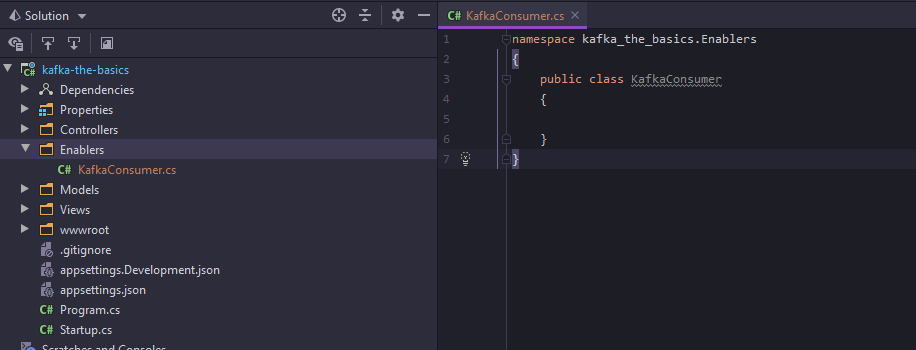 Solution
kafka-the-basics
Dependencies
Properties
Controllers
Enablers
C# KafkaConsumer.cs
Models
Views
wwwroot
.gitignore
appsettings.Development.json
appsettings.json
C# Program.cs
C# Startup.cs
Scratches and Consoles
C# KafkaConsumer.cs
1 namespace kafka_the_basics.Enablers
2 {
3 public class KafkaConsumer
4 {
5
6 }
7 }